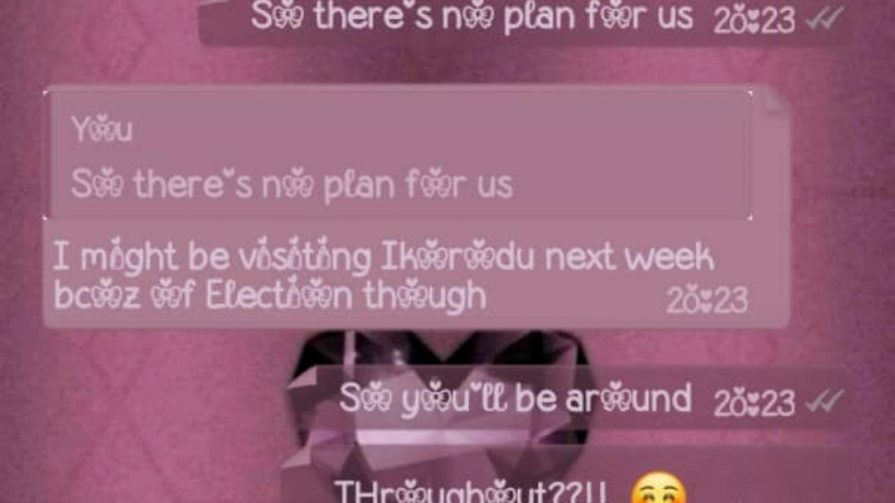 So there's no plan for us 20:23
You
So there's no plan for us
I might be visiting Ikorodu next week
bcoz of Election though 20:23
So you'll be around 20:23
THroughout??!! 😊